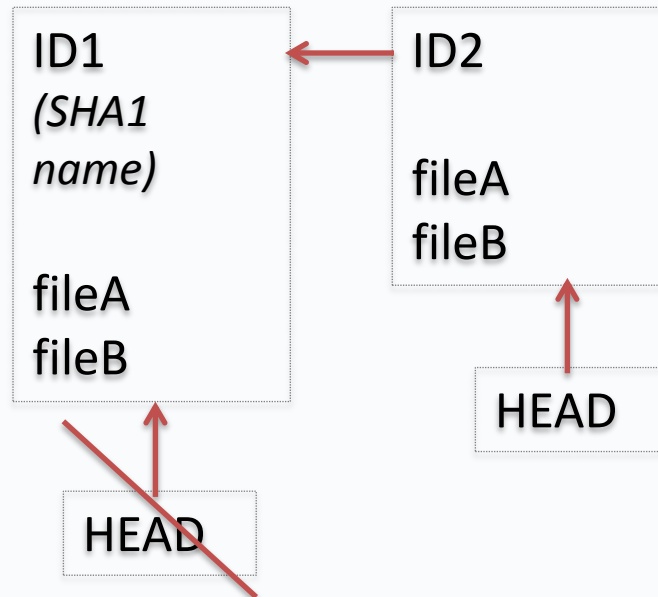 ID1
(SHA1
name)
fileA
fileB
HEAD
ID2
fileA
fileB
HEAD